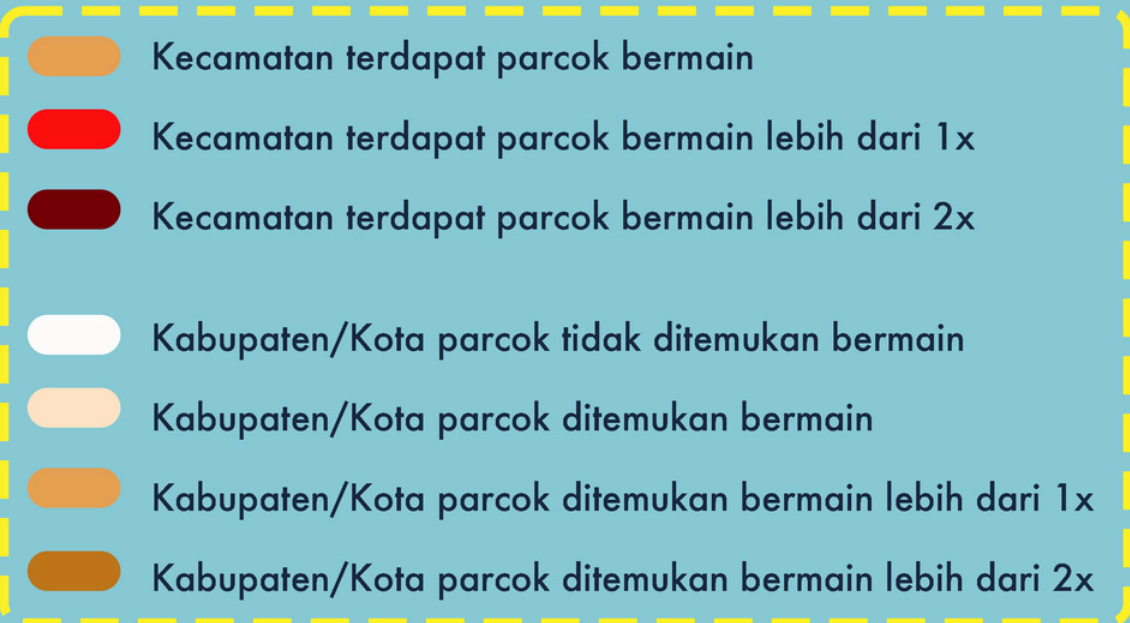 Kecamatan terdapat parcok bermain
Kecamatan terdapat parcok bermain lebih dari 1x
Kecamatan terdapat parcok bermain lebih dari 2x
Kabupaten/Kota parcok tidak ditemukan bermain
Kabupaten/Kota parcok ditemukan bermain
Kabupaten/Kota parcok ditemukan bermain lebih dari 1x
Kabupaten/Kota parcok ditemukan bermain lebih dari 2x